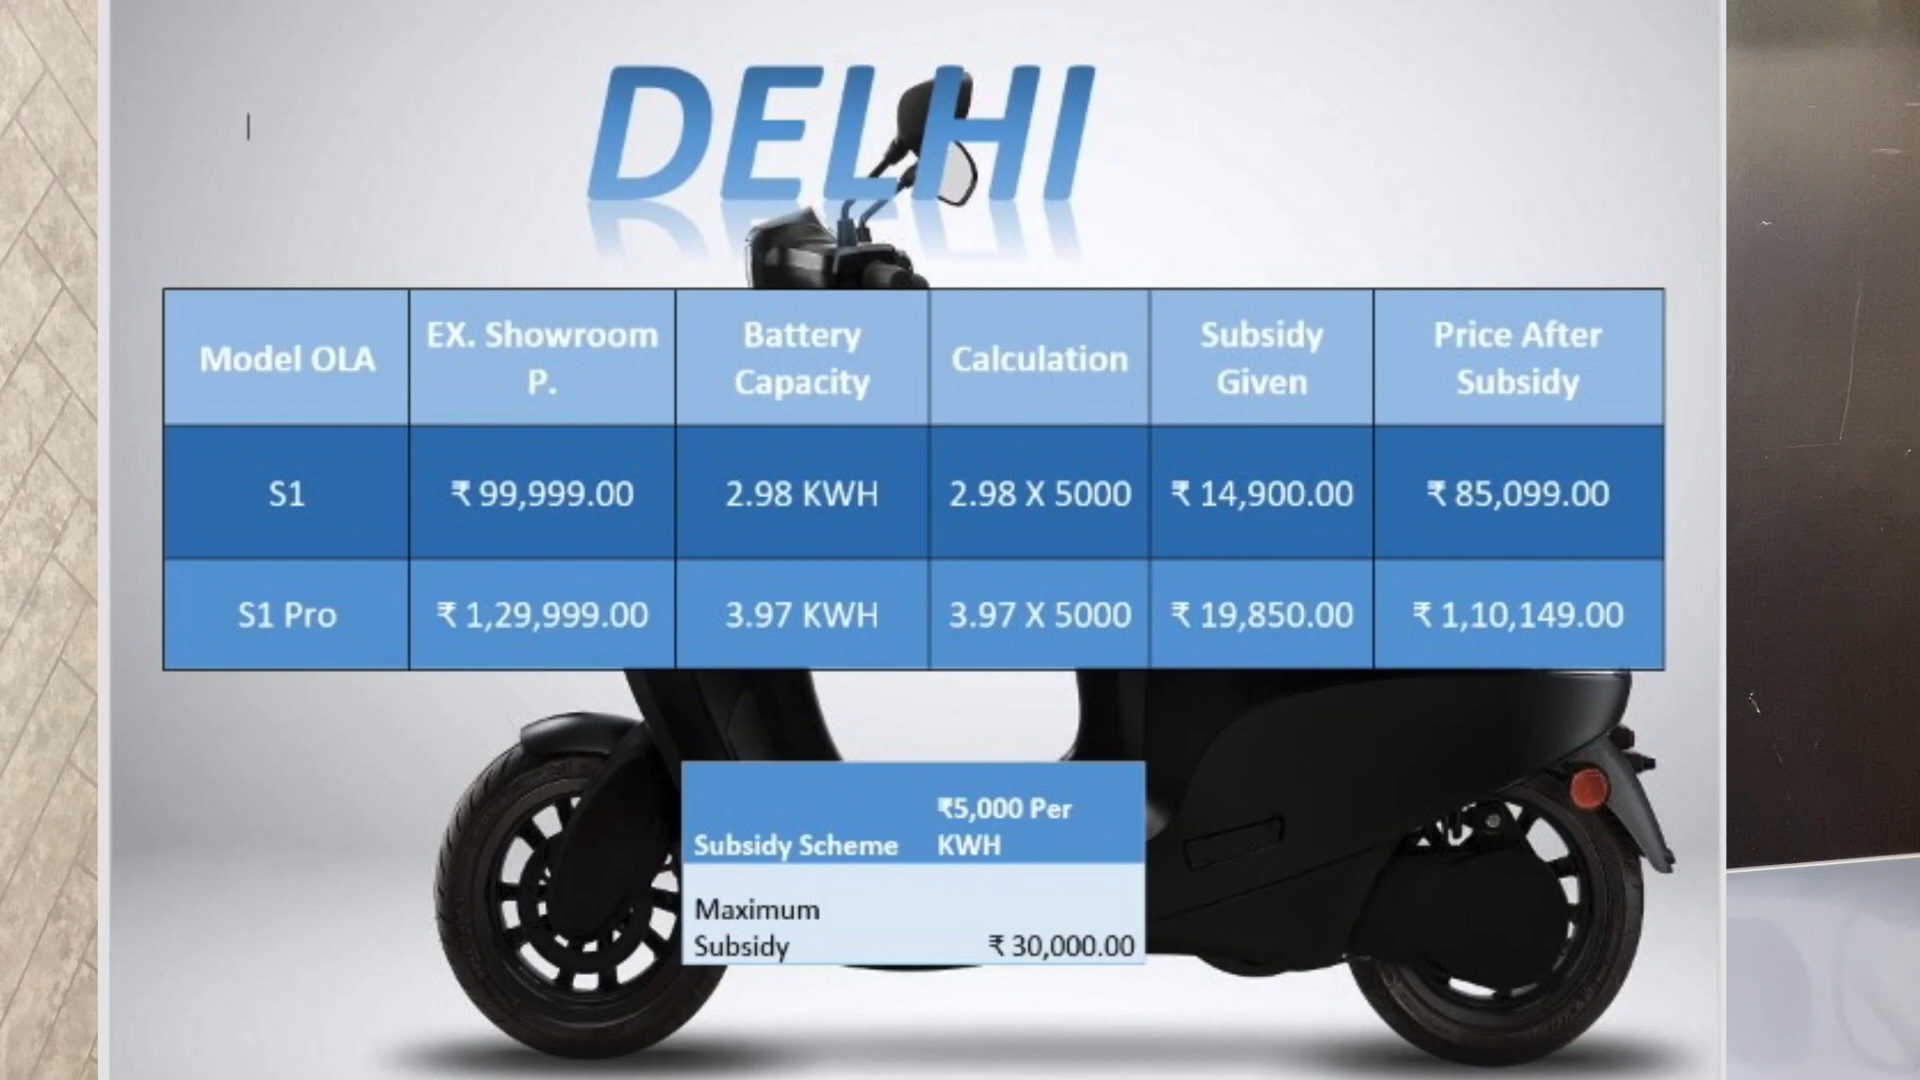 DELHI
Model OLA
EX. Showroom
P.
Battery
Capacity
Calculation
Subsidy
Given
Price After
Subsidy
S1
₹ 99,999.00
2.98 KWH
2.98 X 5000
₹ 14,900.00
₹ 85,099.00
S1 Pro
₹ 1,29,999.00
3.97 KWH
3.97 X 5000
₹ 19,850.00
₹ 1,10,149.00
Subsidy Scheme
₹5,000 Per
KWH
Maximum
Subsidy
₹ 30,000.00